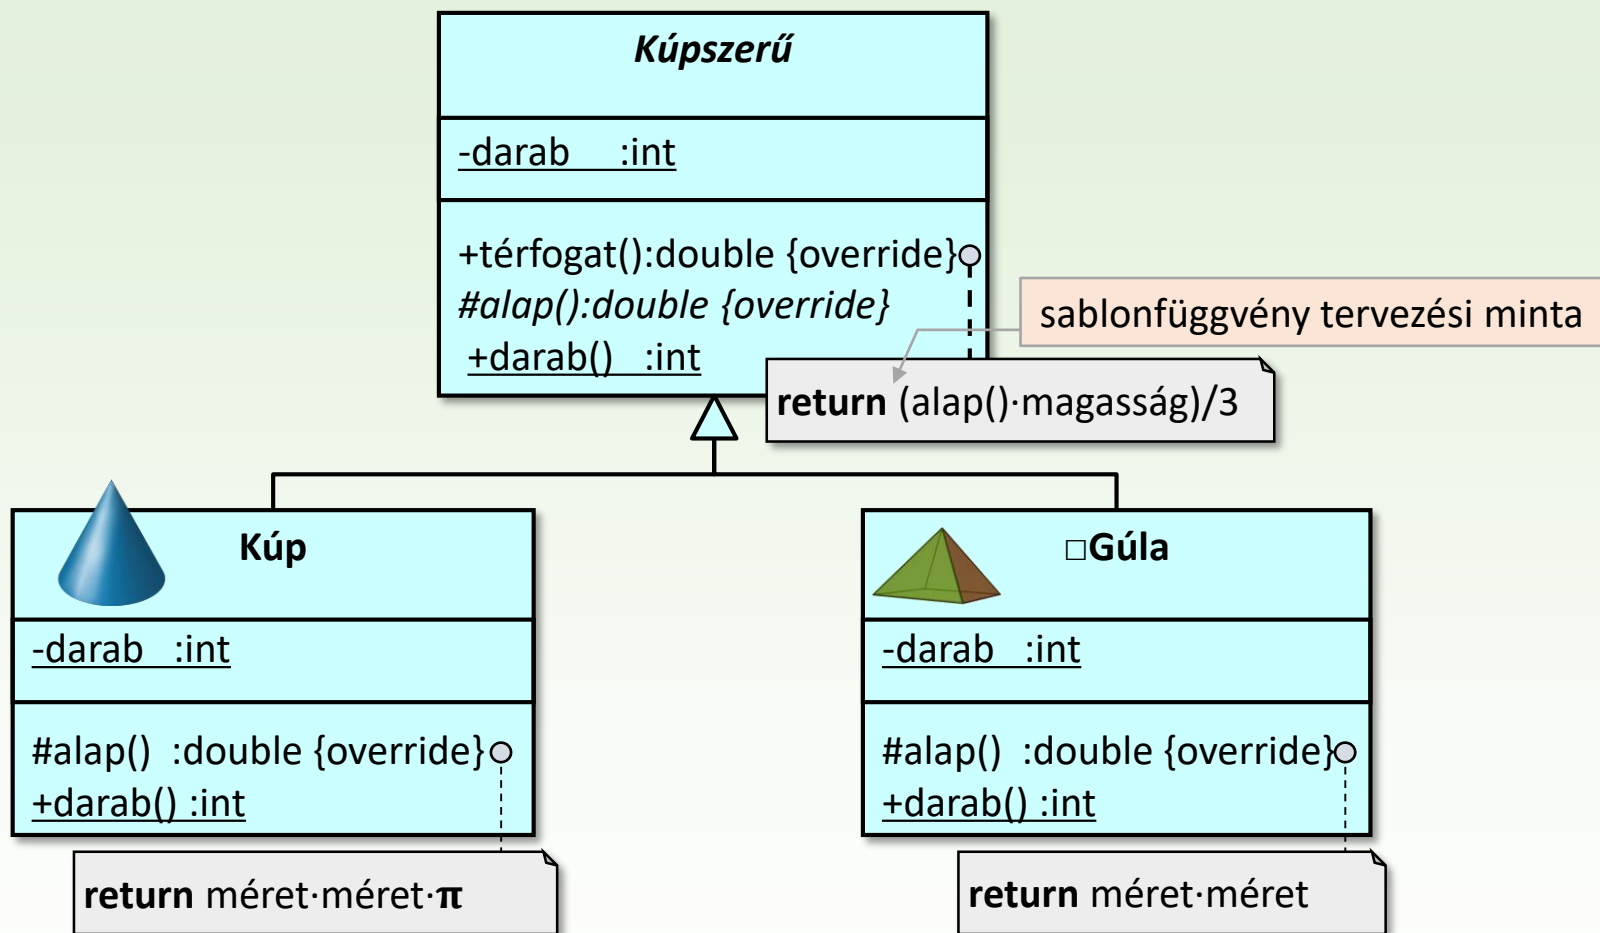 Kúpszerű
-darab :int
+térfogat():double {override}
#alap():double {override}
+darab() :int
sablonfüggvény tervezési minta
return (alap()·magasság)/3
Kúp
-darab :int
#alap() :double {override}
+darab() :int
return méret·méret·π
□Gúla
-darab :int
#alap() :double {override}
+darab() :int
return méret·méret